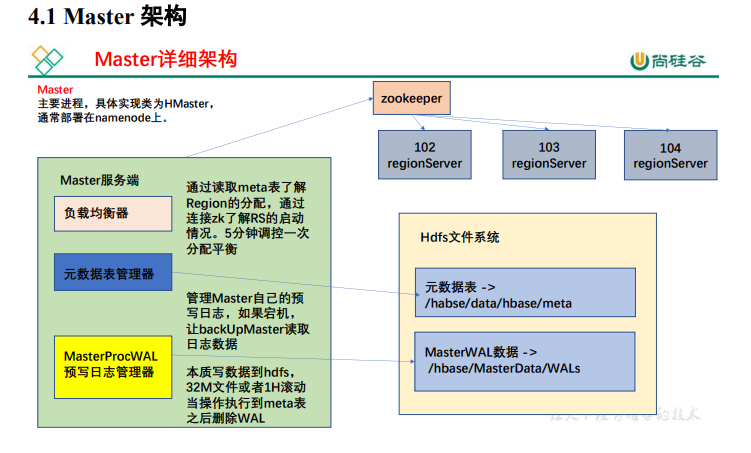 4.1 Master 架构
Master详细架构
尚硅谷
Master
主要进程，具体实现类为HMaster，
通常部署在namenode上。
zookeeper
102
regionServer
103
regionServer
104
regionServer
Master服务端
负载均衡器
通过读取meta表了解
Region的分配，通过
连接zk了解RS的启动
情况。5分钟调控一次
分配平衡
元数据表管理器
管理Master自己的预
写日志，如果宕机，
让backUpMaster读取
日志数据
MasterProcWAL
预写日志管理器
本质写数据到hdfs，
32M文件或者1H滚动
当操作执行到meta表
之后删除WAL
Hdfs文件系统
元数据表 ->
/habse/data/hbase/meta
MasterWAL数据 ->
/hbase/MasterData/WALs
的技术